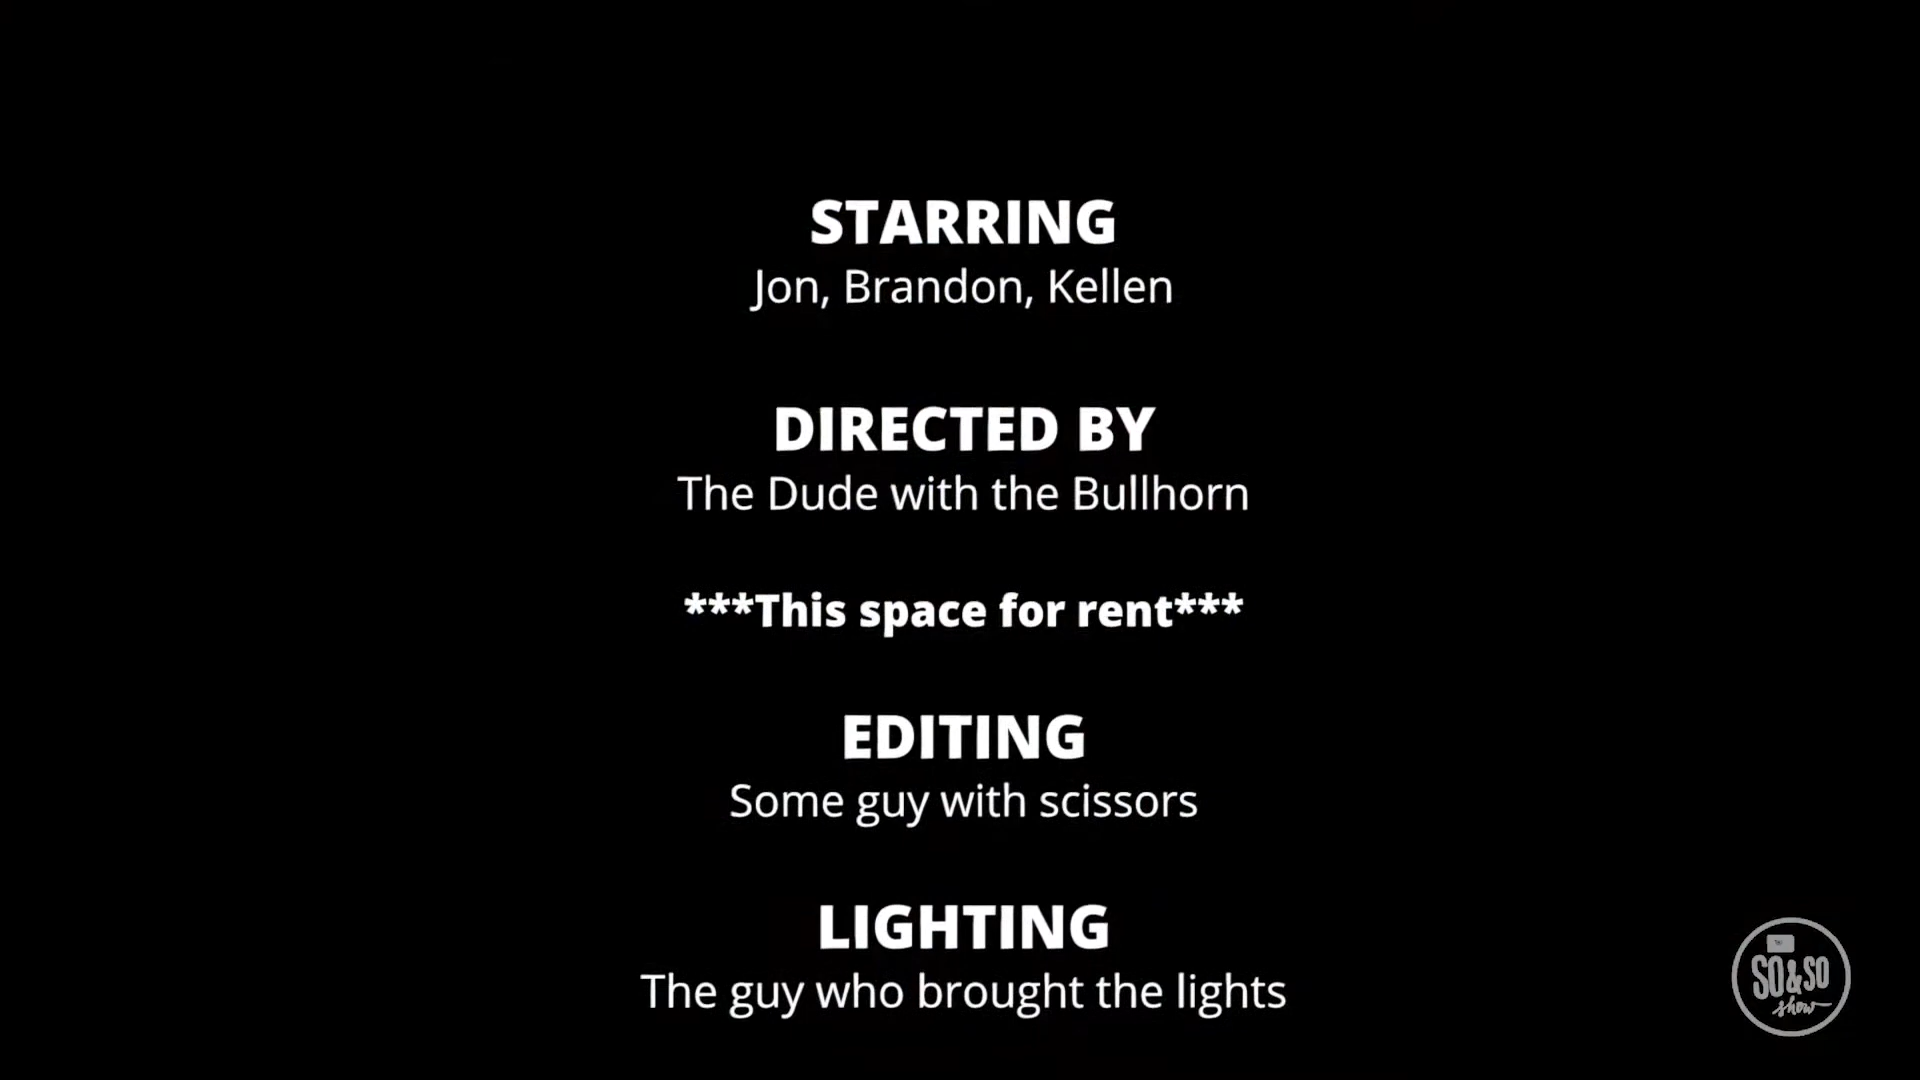 STARRING
Jon, Brandon, Kellen
DIRECTED BY
The Dude with the Bullhorn
***This space for rent***
EDITING
Some guy with scissors
LIGHTING
The guy who brought the lights
SO&SO
show